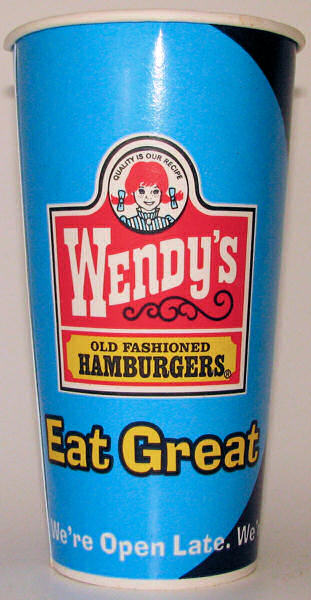 QUALITY IS OUR RECIPE
WENDY'S
OLD FASHIONED
HAMBURGERS®
Eat Great
We're Open Late. We'